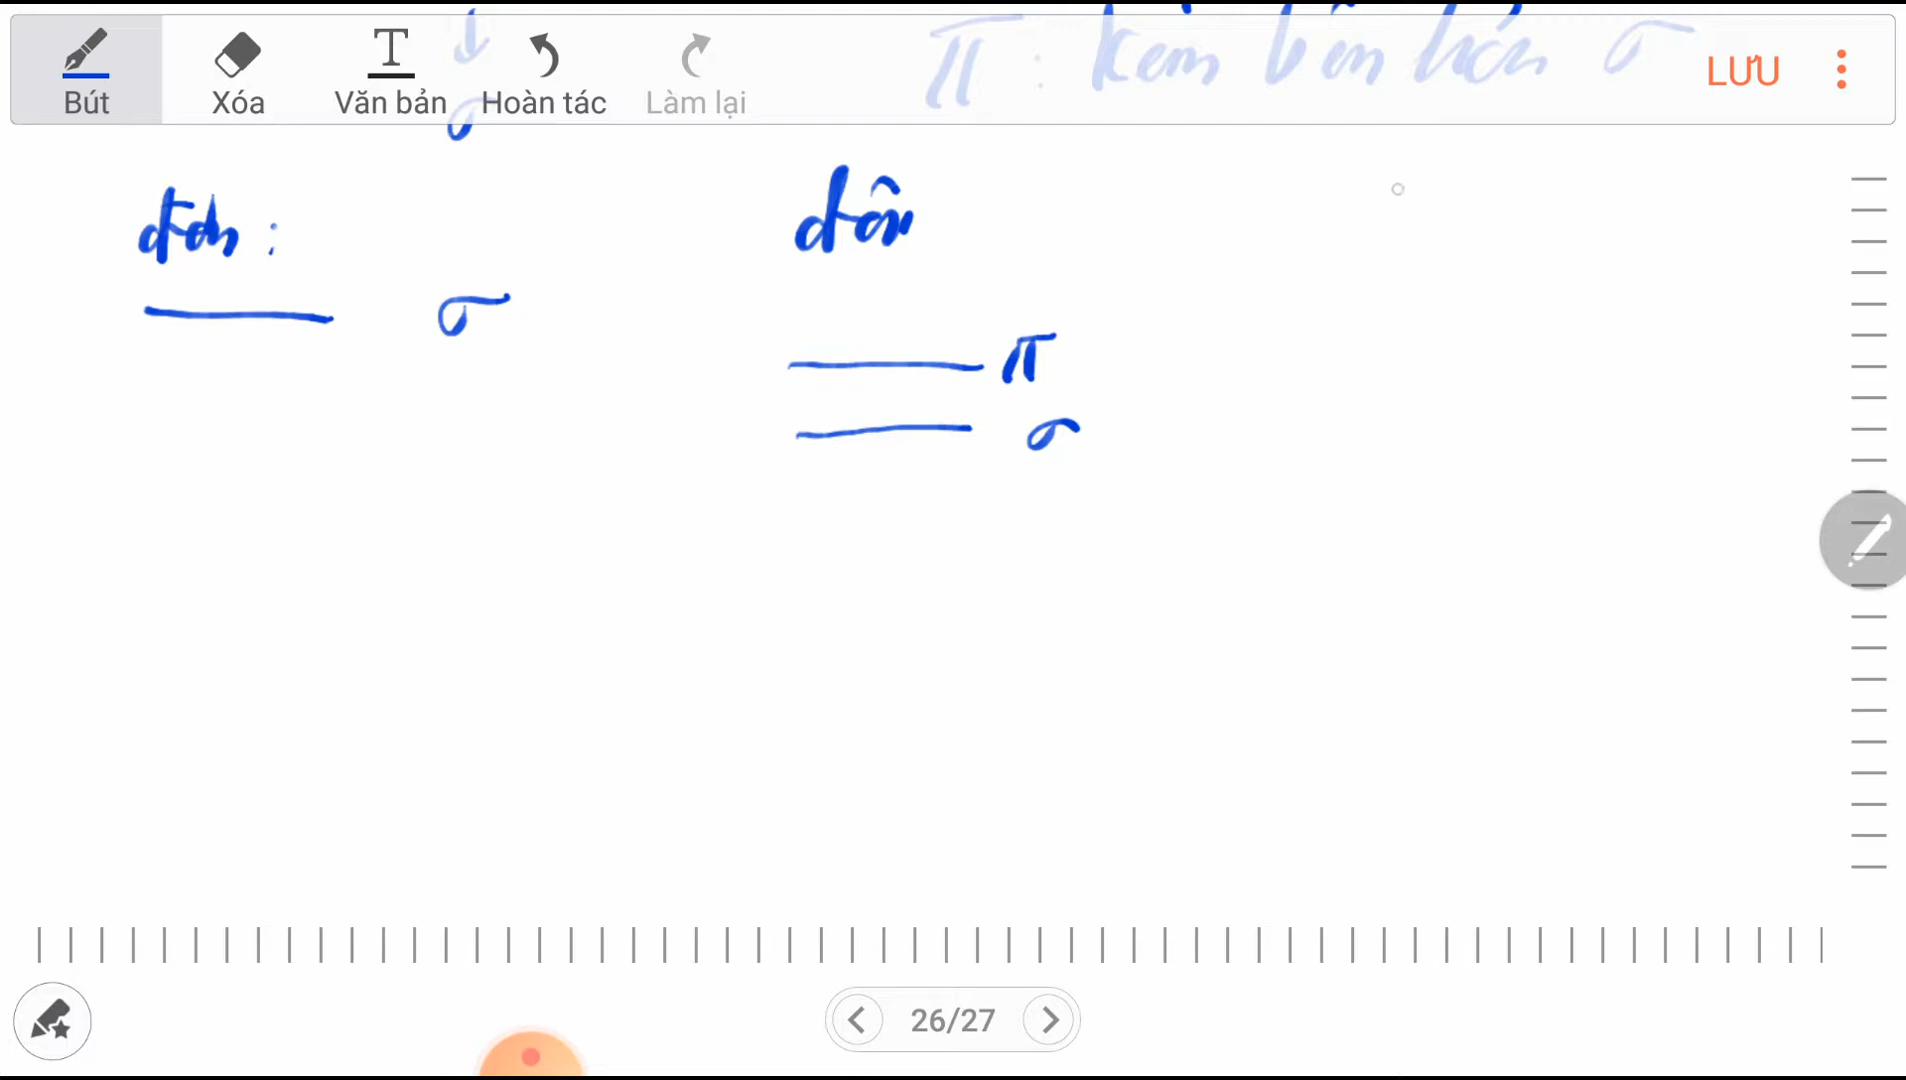 π : kém bền hơn σ
Bút Xóa Văn bản Hoàn tác Làm lại LƯU
σ
đơn : đôi
σ
π
σ
26/27